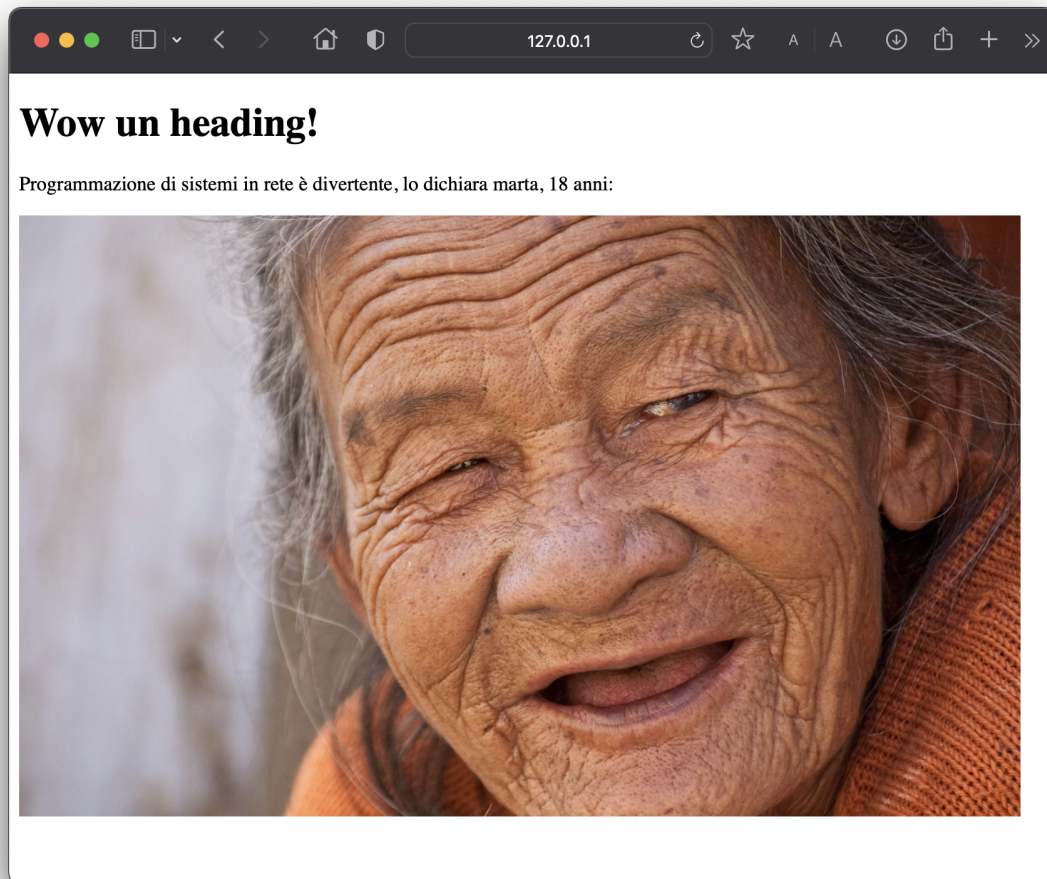 127.0.0.1
A A
Wow un heading!
Programmazione di sistemi in rete è divertente, lo dichiara marta, 18 anni: